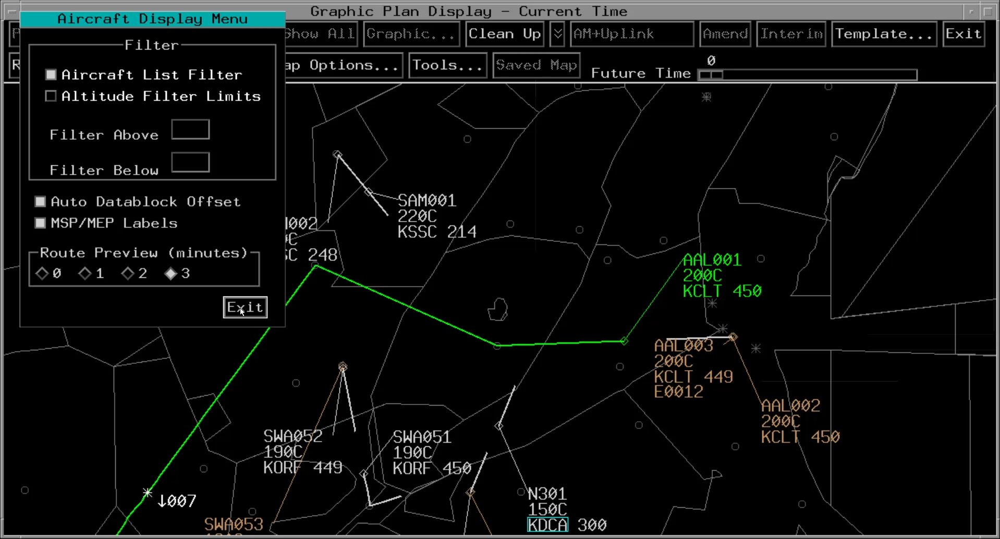 Graphic Plan Display - Current Time
Aircraft Display Menu
Show All
Graphic...
Clean Up
AM+Uplink
Amend
Interim
Template...
Exit
ap Options...
Tools...
Saved Map
Future Time
0
Filter
Aircraft List Filter
Altitude Filter Limits
Filter Above
Filter Below
Auto Datablock Offset
MSP/MEP Labels
Route Preview (minutes)
0 1 2 3
Exit
SAM001
220C
KSSC 214
002
C
SC 248
AAL001
200C
KCLT 450
AAL003
200C
KCLT 449
E0012
AAL002
200C
KCLT 450
SWA052
190C
KORF 449
SWA051
190C
KORF 450
N301
150C
KDCA 300
↓007
SWA053